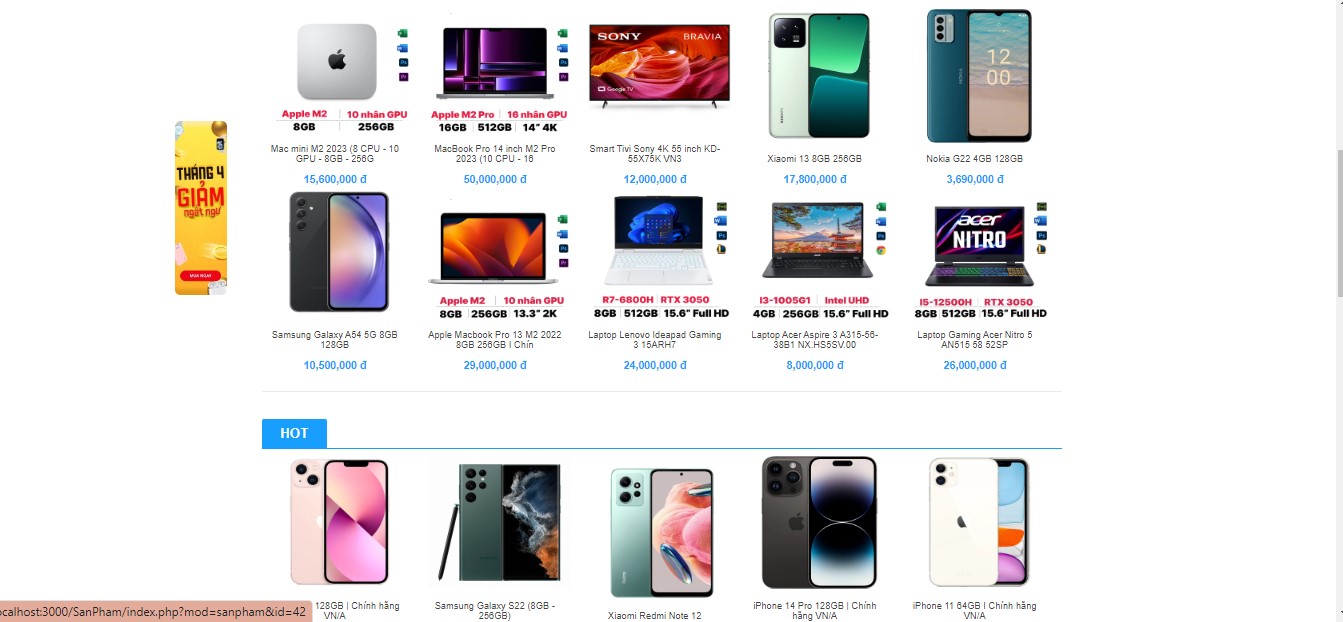 SONY BRAVIA
Google TV
12
00
NOKIA
Apple M2 10 nhân GPU
8GB 256GB
Apple M2 Pro 16 nhân GPU
16GB 512GB 14" 4K
Mac mini M2 2023 (8 CPU - 10
GPU - 8GB - 256G
15,600,000 đ
MacBook Pro 14 inch M2 Pro
2023 (10 CPU - 16
50,000,000 đ
Smart Tivi Sony 4K 55 inch KD-
55X75K VN3
12,000,000 đ
Xiaomi 13 8GB 256GB
17,800,000 đ
Nokia G22 4GB 128GB
3,690,000 đ
THÁNG 4
GIẢM
ngất ngư
MUA NGAY
acer
NITRO
Apple M2 10 nhân GPU
8GB 256GB 13.3" 2K
R7-6800H RTX 3050
8GB 512GB 15.6" Full HD
I3-1005G1 Intel UHD
4GB 256GB 15.6" Full HD
I5-12500H RTX 3050
8GB 512GB 15.6" Full HD
Samsung Galaxy A54 5G 8GB
128GB
10,500,000 đ
Apple Macbook Pro 13 M2 2022
8GB 256GB I Chín
29,000,000 đ
Laptop Lenovo Ideapad Gaming
3 15ARH7
24,000,000 đ
Laptop Acer Aspire 3 A315-56-
38B1 NX.HS5SV.00
8,000,000 đ
Laptop Gaming Acer Nitro 5
AN515 58 52SP
26,000,000 đ
HOT
128GB | Chính hãng
VN/A
Samsung Galaxy S22 (8GB -
256GB)
Xiaomi Redmi Note 12
iPhone 14 Pro 128GB | Chính
hãng VN/A
iPhone 11 64GB I Chính hãng
VN/A
ocalhost:3000/SanPham/index.php?mod=sanpham&id=42